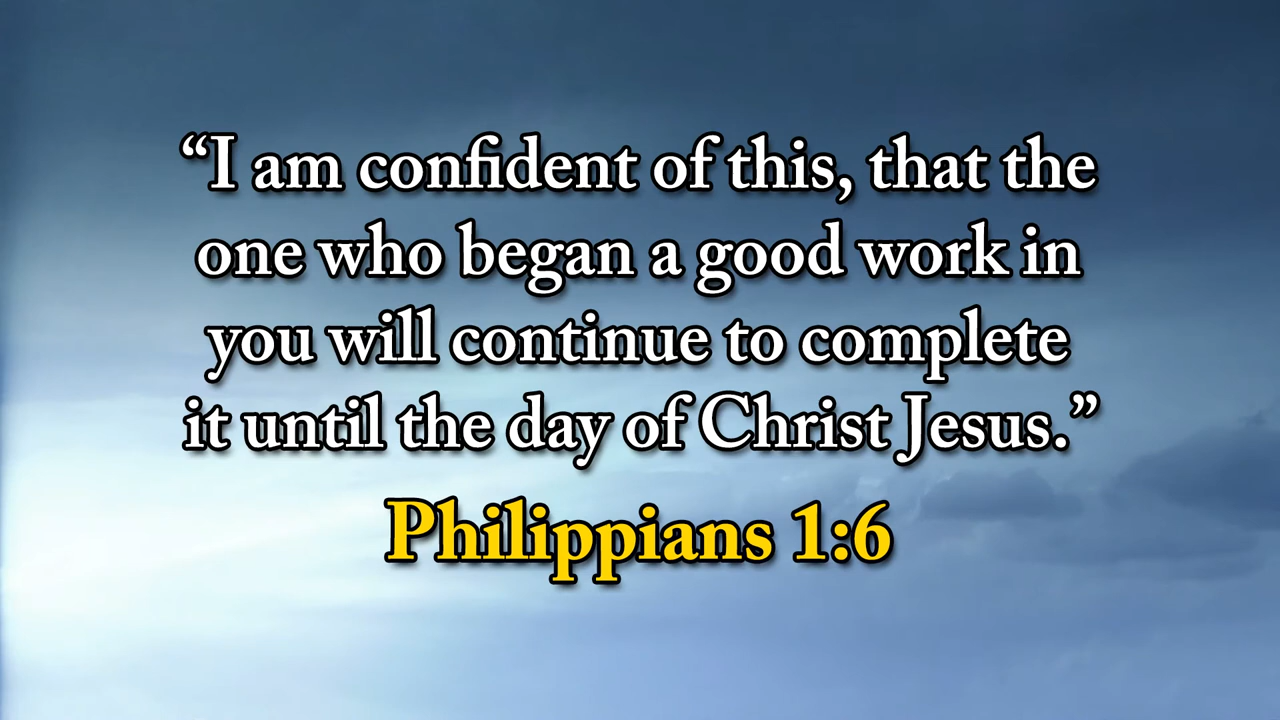 “I am confident of this, that the
one who began a good work in
you will continue to complete
it until the day of Christ Jesus.”
Philippians 1:6